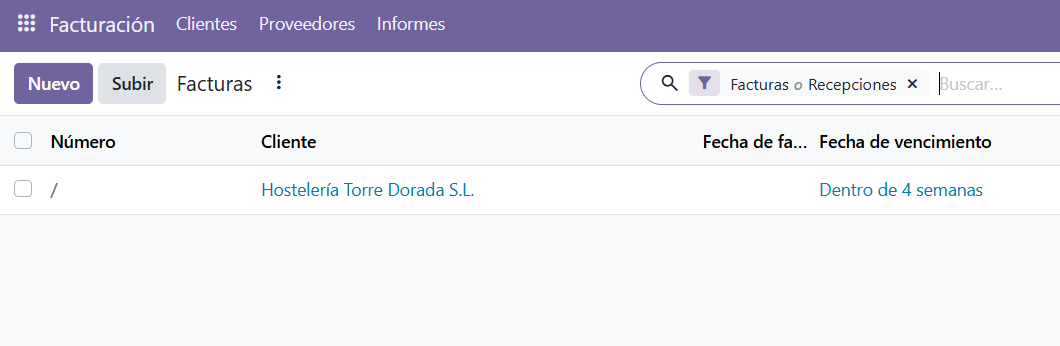 Facturación Clientes Proveedores Informes
Nuevo Subir Facturas Facturas o Recepciones × Buscar...
Número Cliente Fecha de fa... Fecha de vencimiento
/ Hostelería Torre Dorada S.L. Dentro de 4 semanas